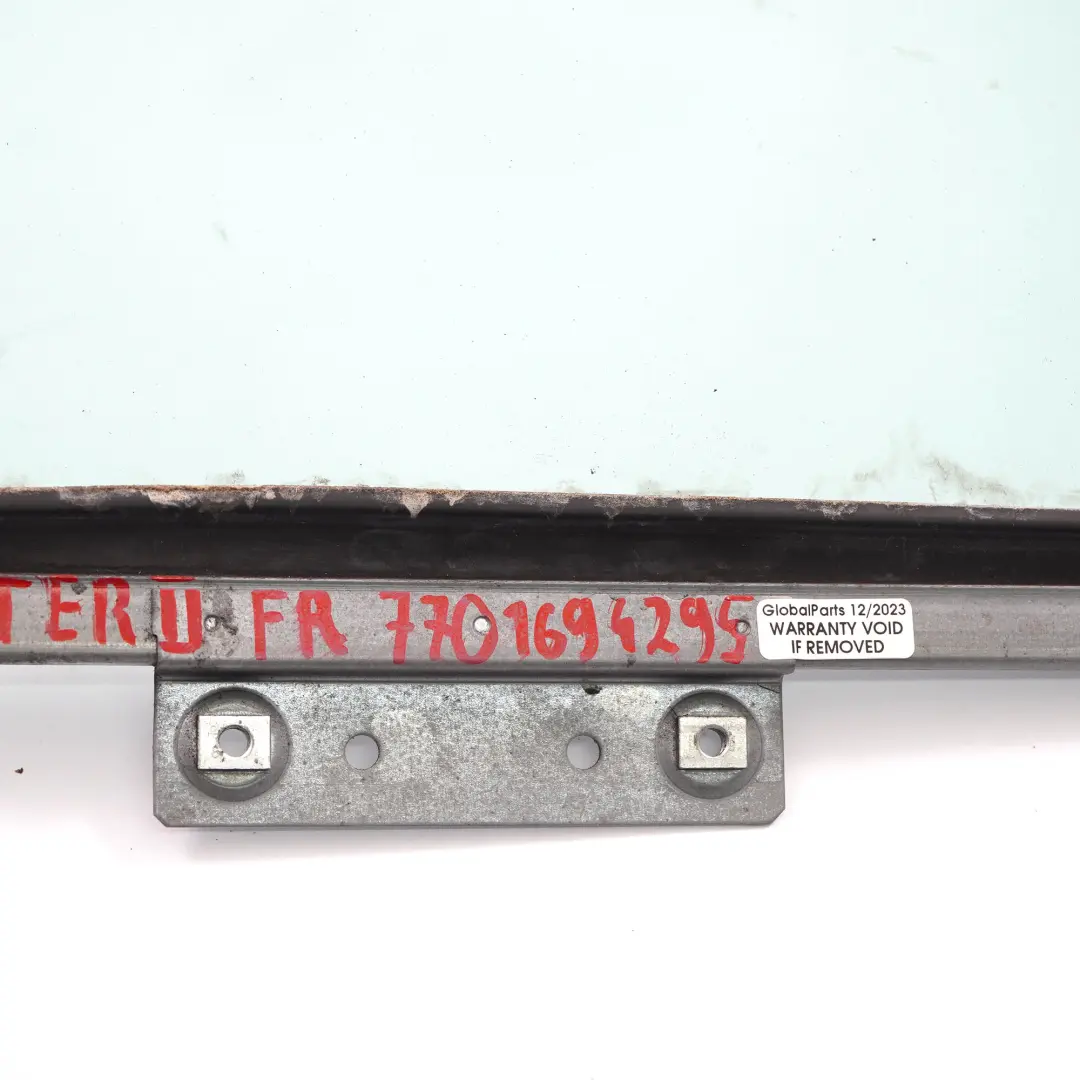 TER II FR 7701694295
GlobalParts 12/2023
WARRANTY VOID
IF REMOVED